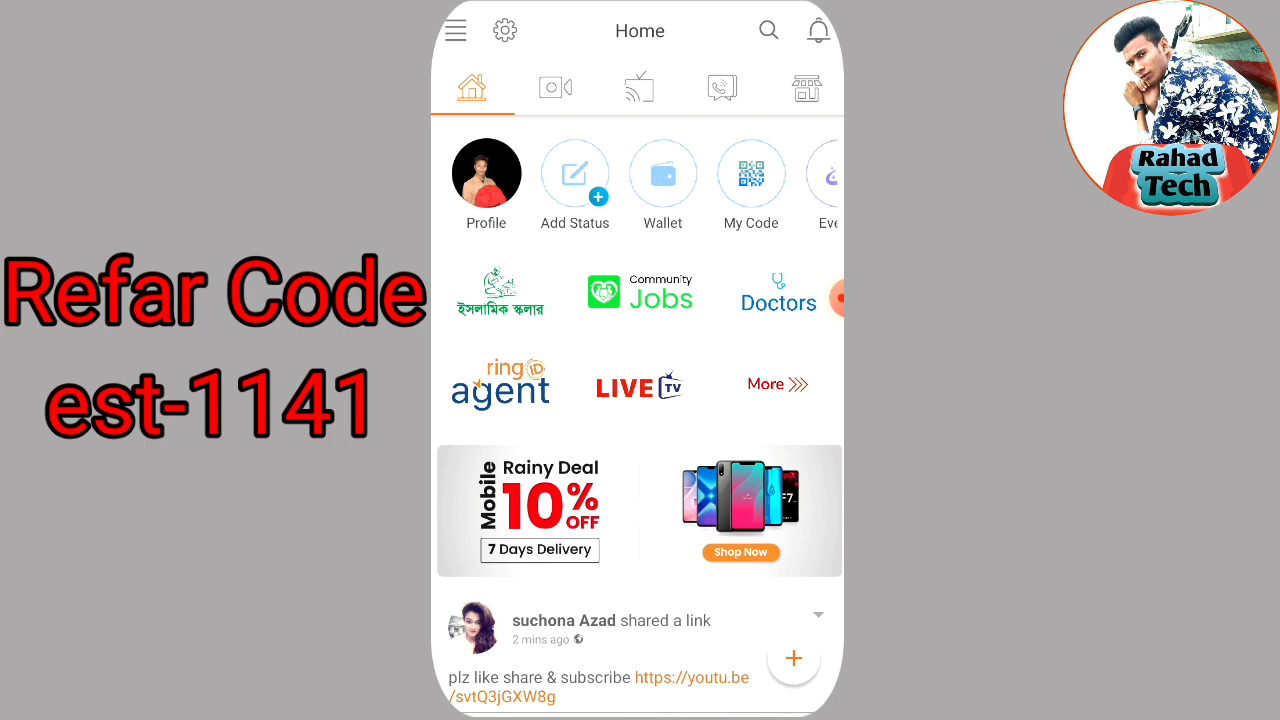 Home
Rahad
Tech
Profile
Add Status
Wallet
My Code
Eve
Refar Code
est-1141
ইসলামিক স্কলার
Community
Jobs
Doctors
ring ID
agent
LIVE TV
More
Mobile
Rainy Deal
10% OFF
7 Days Delivery
F7
Shop Now
suchona Azad shared a link
2 mins ago
plz like share & subscribe https://youtu.be
/svtQ3jGXW8g